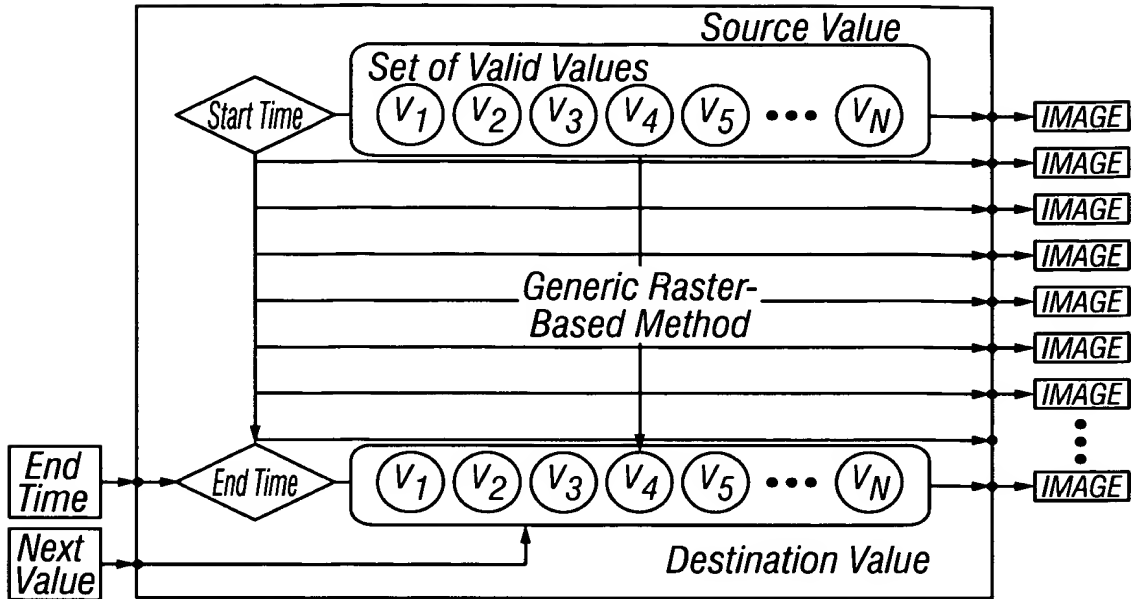 Source Value
Set of Valid Values
Start Time
V1 V2 V3 V4 V5 ••• VN
IMAGE
IMAGE
IMAGE
IMAGE
Generic Raster-
Based Method
IMAGE
IMAGE
IMAGE
End
Time
End Time
V1 V2 V3 V4 V5 ••• VN
IMAGE
Next
Value
Destination Value